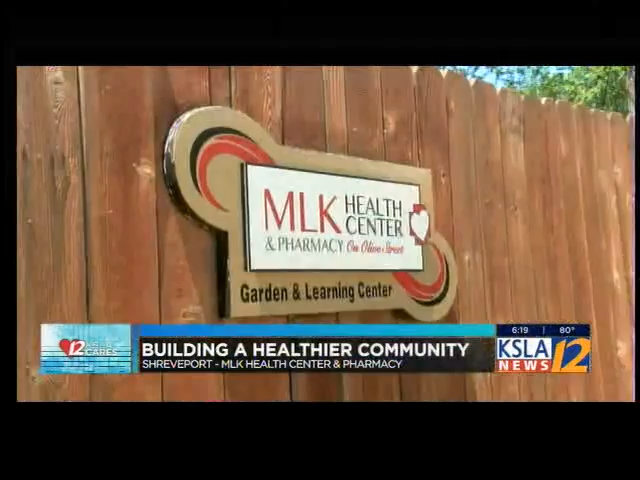 MLK HEALTH
CENTER
& PHARMACY On Olive Street
Garden & Learning Center
12 CARES
BUILDING A HEALTHIER COMMUNITY
SHREVEPORT - MLK HEALTH CENTER & PHARMACY
6:19 80°
KSLA 12
NEWS